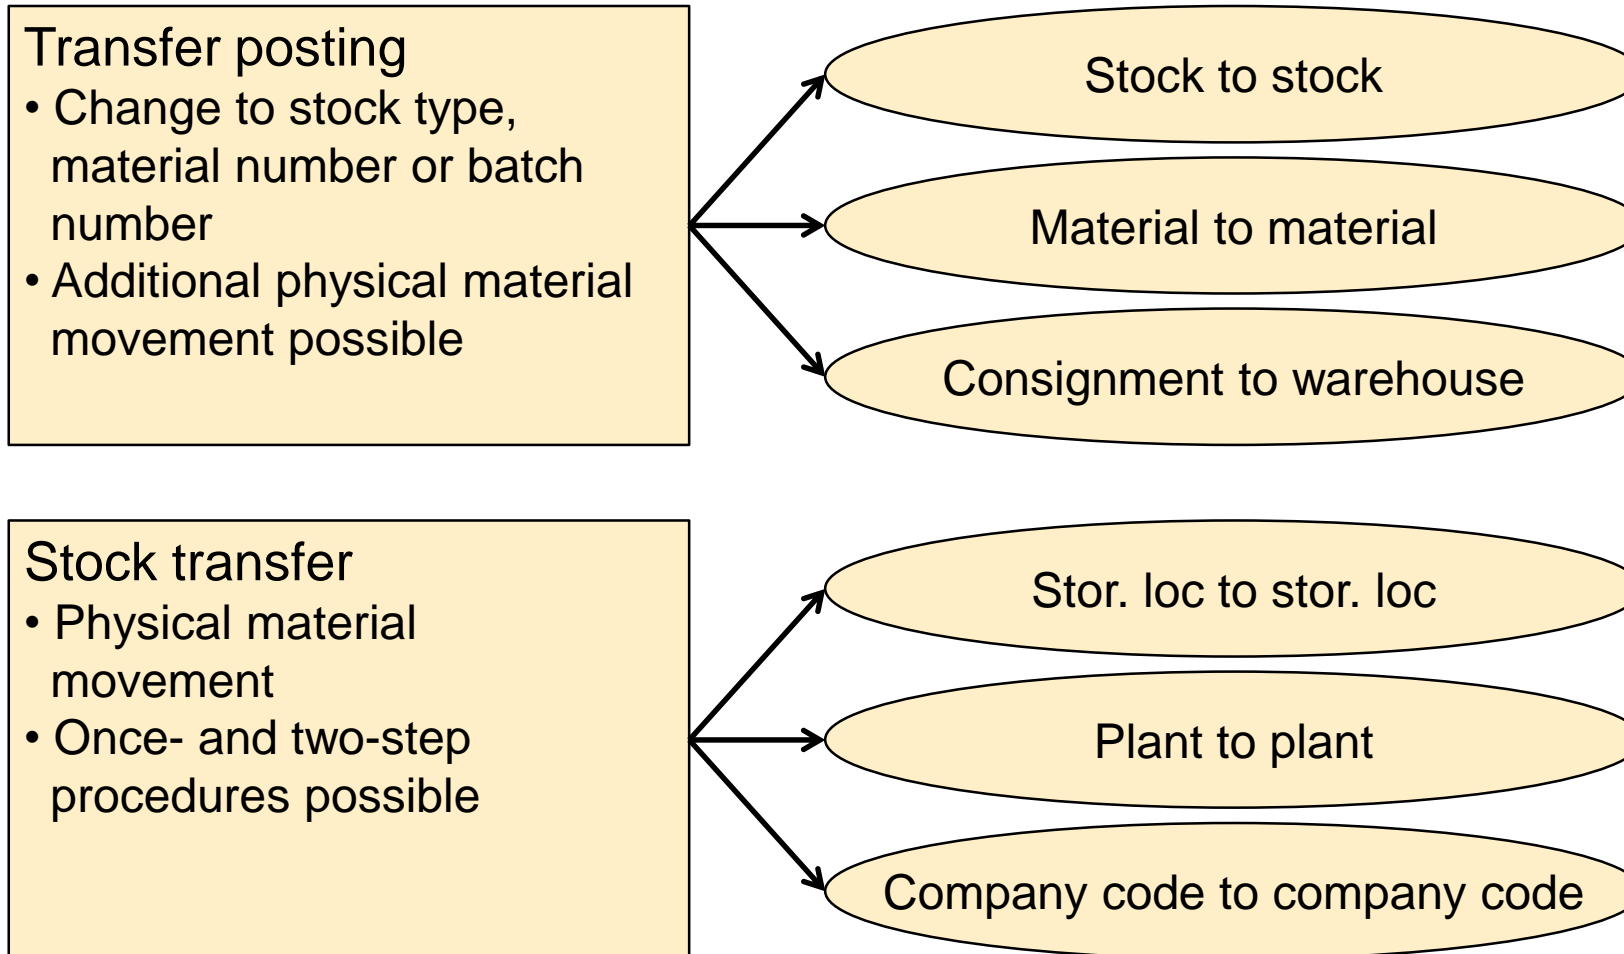 Transfer posting
• Change to stock type,
material number or batch
number
• Additional physical material
movement possible
Stock to stock
Material to material
Consignment to warehouse
Stock transfer
• Physical material
movement
• Once- and two-step
procedures possible
Stor. loc to stor. loc
Plant to plant
Company code to company code